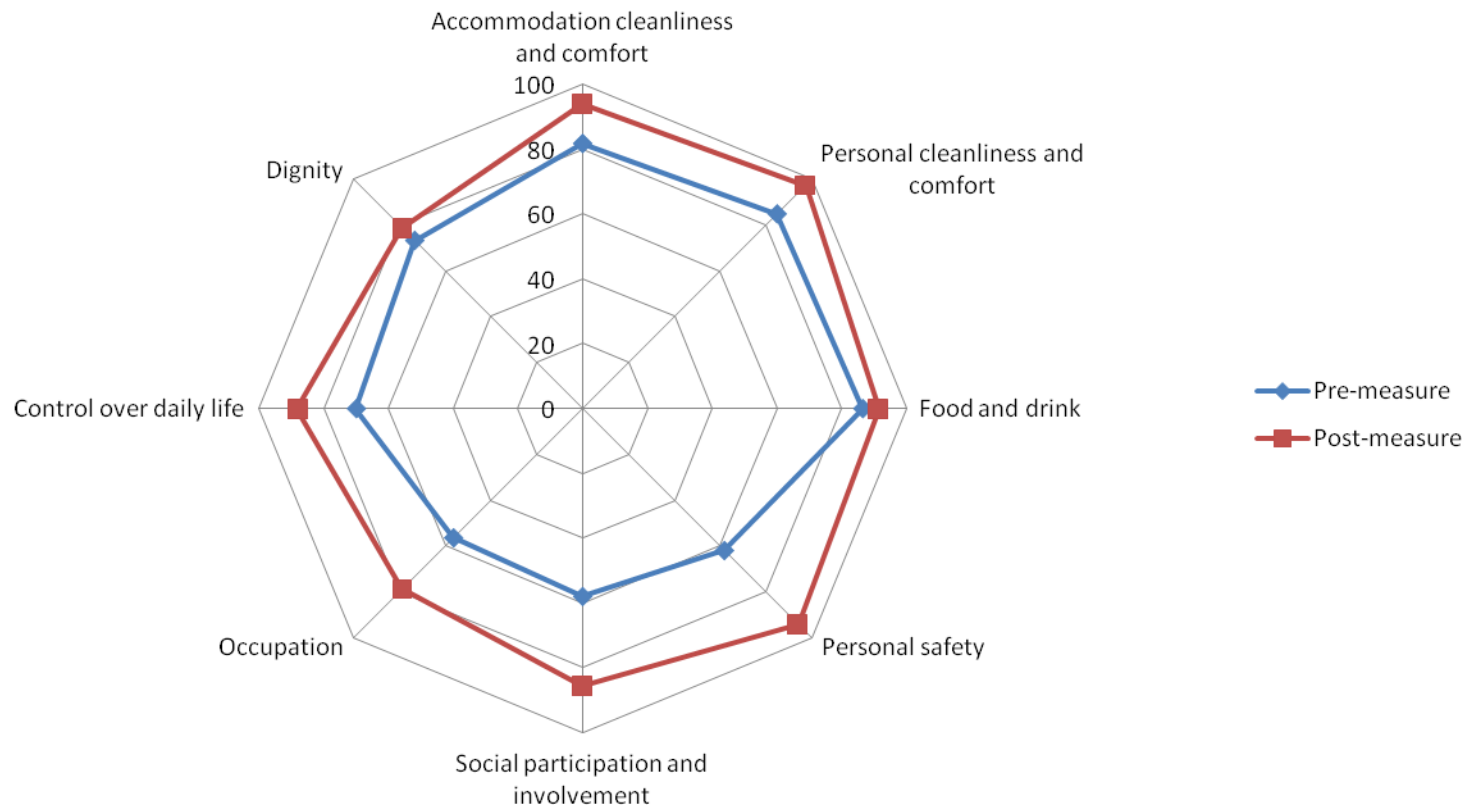 Accommodation cleanliness
and comfort
100
80
60
40
20
0
Personal cleanliness and
comfort
Food and drink
Personal safety
Social participation and
involvement
Occupation
Control over daily life
Dignity
Pre-measure
Post-measure